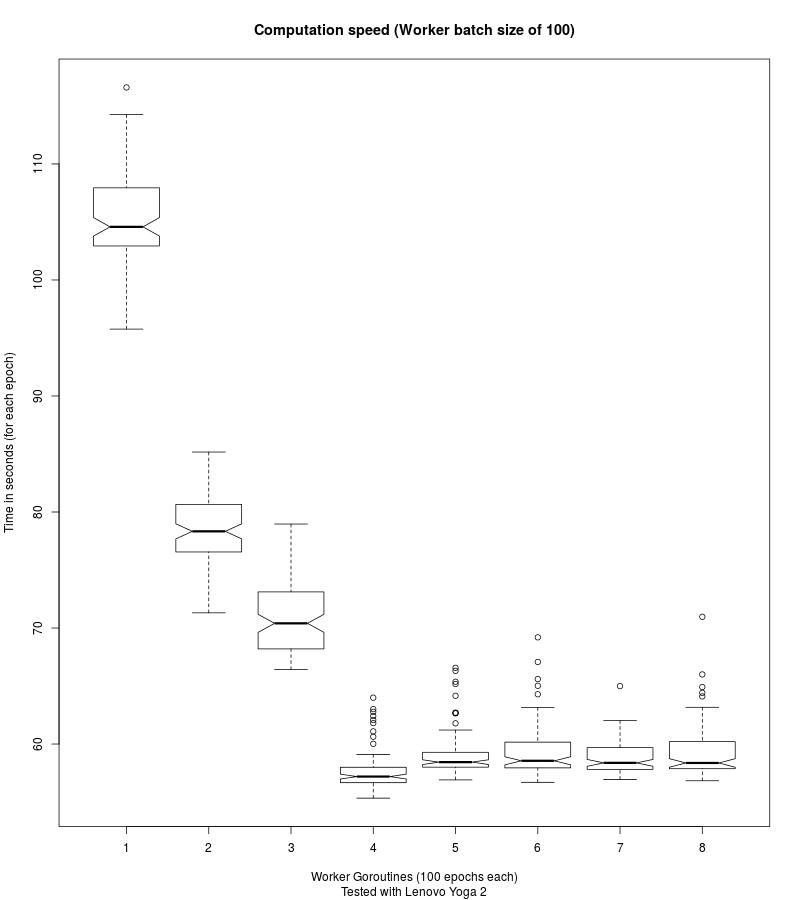 Computation speed (Worker batch size of 100)
Time in seconds (for each epoch)
110
100
90
80
70
60
1 2 3 4 5 6 7 8
Worker Goroutines (100 epochs each)
Tested with Lenovo Yoga 2